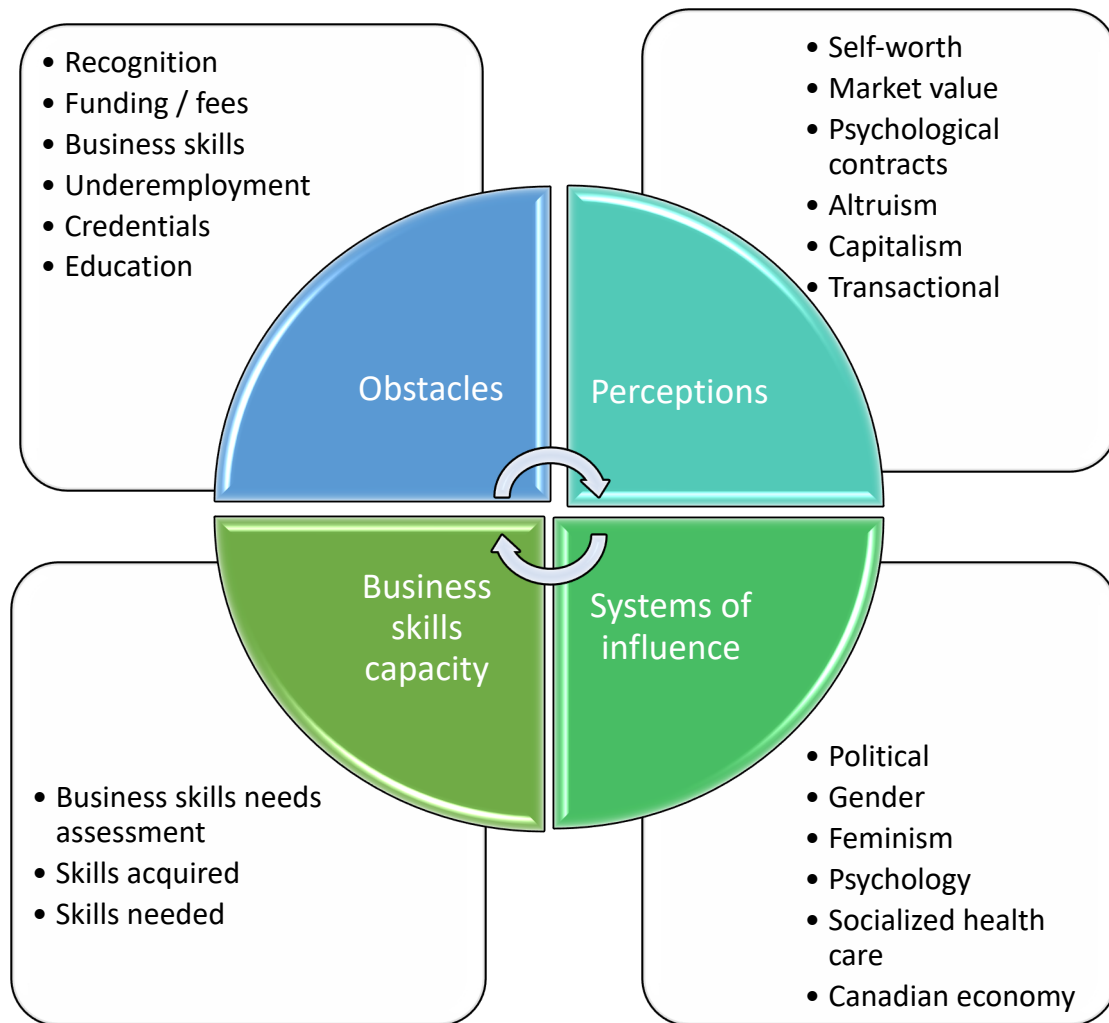 • Recognition
• Funding / fees
• Business skills
• Underemployment
• Credentials
• Education
• Self-worth
• Market value
• Psychological
contracts
• Altruism
• Capitalism
• Transactional
Obstacles
Perceptions
Business
skills
capacity
Systems of
influence
• Business skills needs
assessment
• Skills acquired
• Skills needed
• Political
• Gender
• Feminism
• Psychology
• Socialized health
care
• Canadian economy